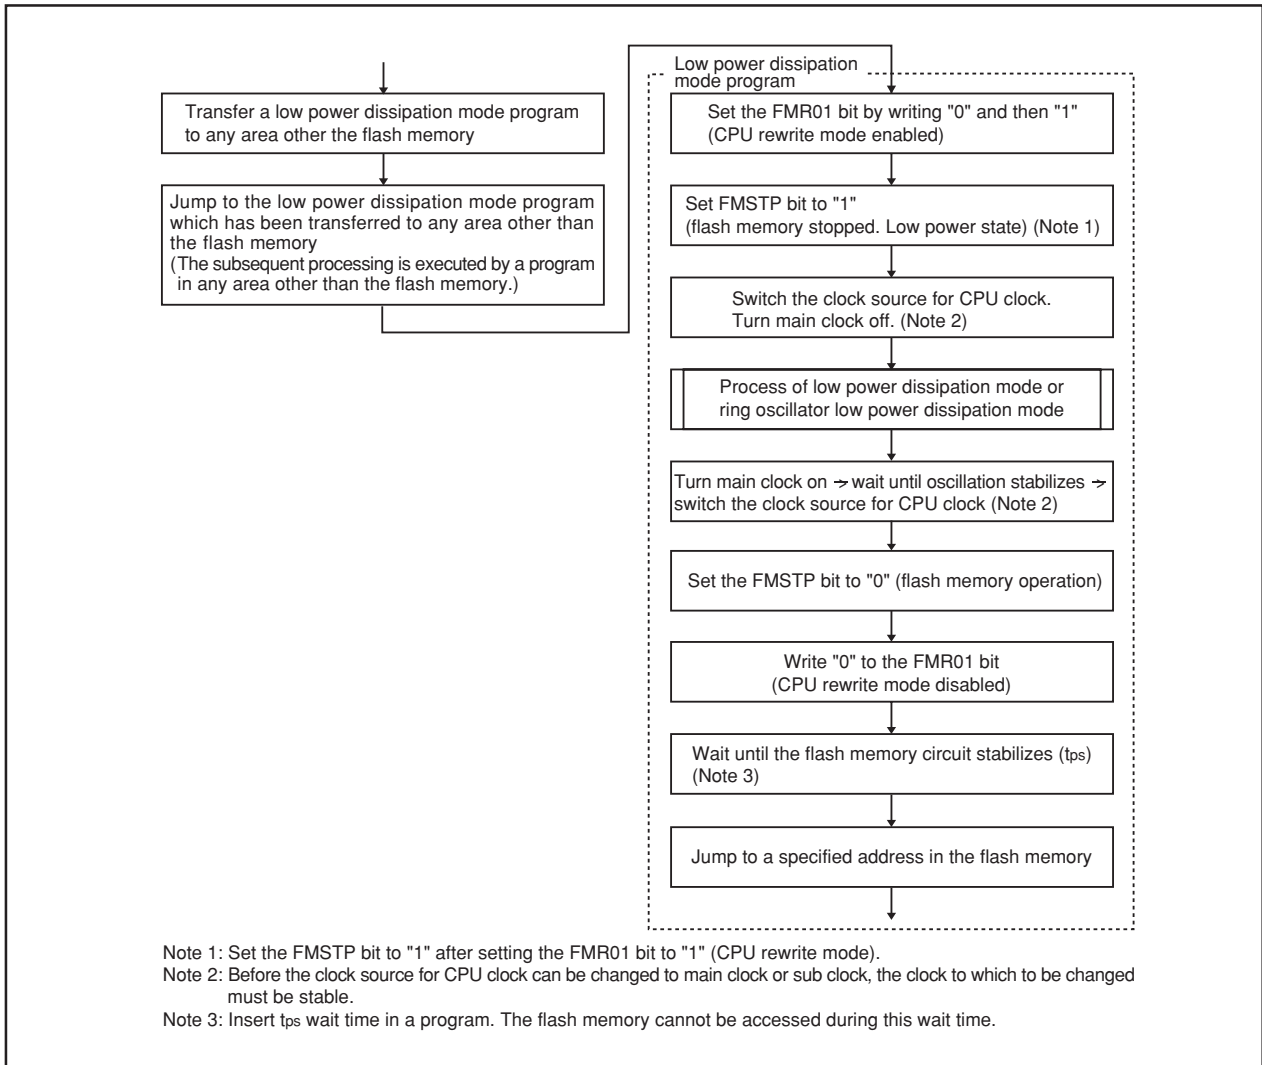 Transfer a low power dissipation mode program
to any area other the flash memory
Jump to the low power dissipation mode program
which has been transferred to any area other than
the flash memory
(The subsequent processing is executed by a program
in any area other than the flash memory.)
Low power dissipation
mode program
Set the FMR01 bit by writing "0" and then "1"
(CPU rewrite mode enabled)
Set FMSTP bit to "1"
(flash memory stopped. Low power state) (Note 1)
Switch the clock source for CPU clock.
Turn main clock off. (Note 2)
Process of low power dissipation mode or
ring oscillator low power dissipation mode
Turn main clock on → wait until oscillation stabilizes →
switch the clock source for CPU clock (Note 2)
Set the FMSTP bit to "0" (flash memory operation)
Write "0" to the FMR01 bit
(CPU rewrite mode disabled)
Wait until the flash memory circuit stabilizes (tps)
(Note 3)
Jump to a specified address in the flash memory
Note 1: Set the FMSTP bit to "1" after setting the FMR01 bit to "1" (CPU rewrite mode).
Note 2: Before the clock source for CPU clock can be changed to main clock or sub clock, the clock to which to be changed
must be stable.
Note 3: Insert tps wait time in a program. The flash memory cannot be accessed during this wait time.